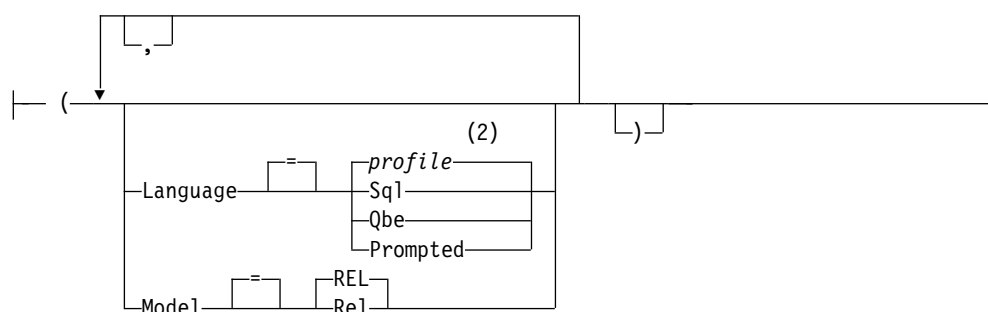 ,
(
)
(2)
=
profile
Language
Sql
Qbe
Prompted
=
REL
Model
Rel